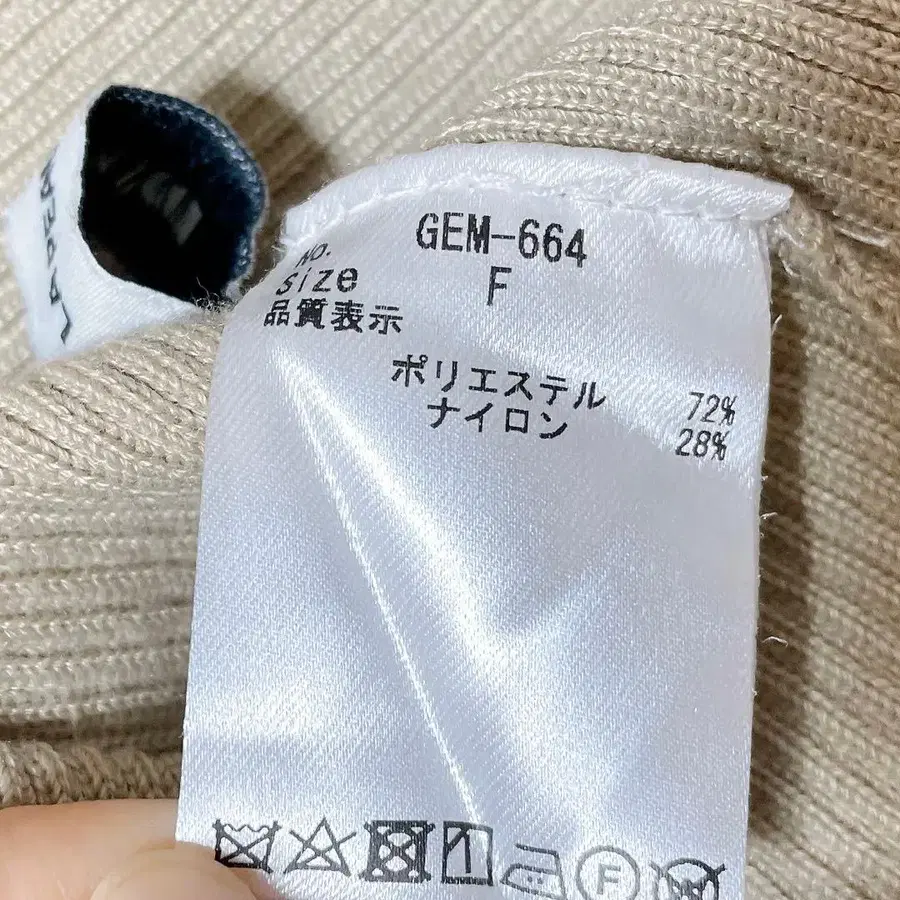 No. GEM-664
size F
品質表示
ポリエステル 72%
ナイロン 28%
F